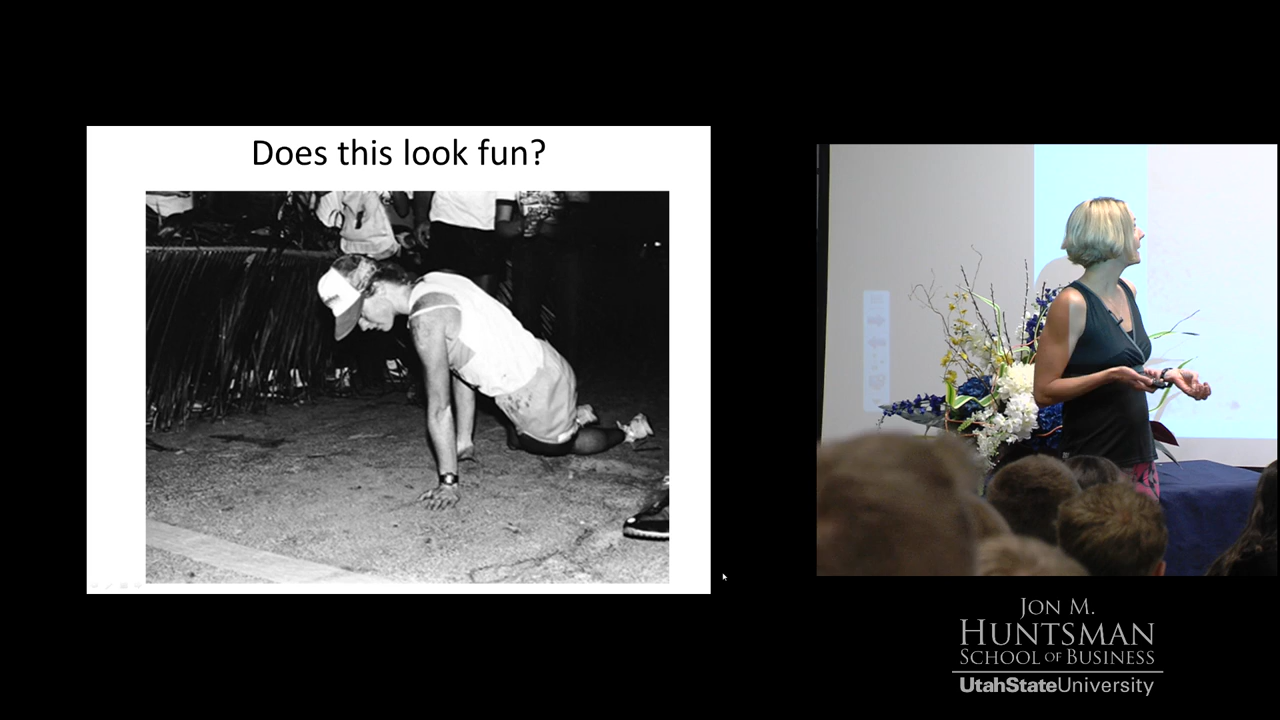 Does this look fun?
JON M.
HUNTSMAN
SCHOOL OF BUSINESS
UtahStateUniversity